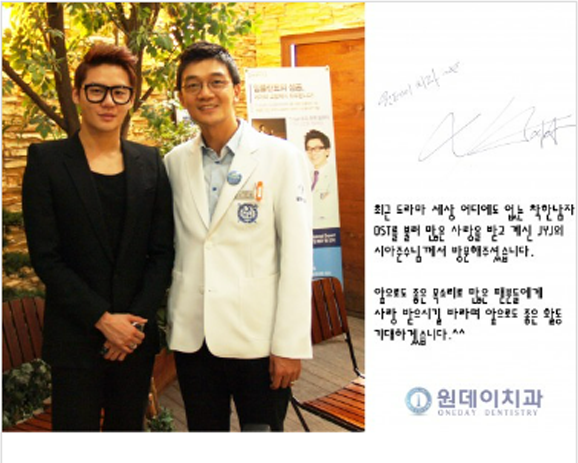 최근 드라마 세상 어디에도 없는 착한남자
OST를 불러 많은 사랑을 받고 계신 JYJ의
시아준수님께서 방문해주셨습니다.
앞으로도 좋은 목소리로 많은 팬분들에게
사랑 받으시길 바라며 앞으로도 좋은 활동
기대하겠습니다.^^
원데이치과
ONEDAY DENTISTRY